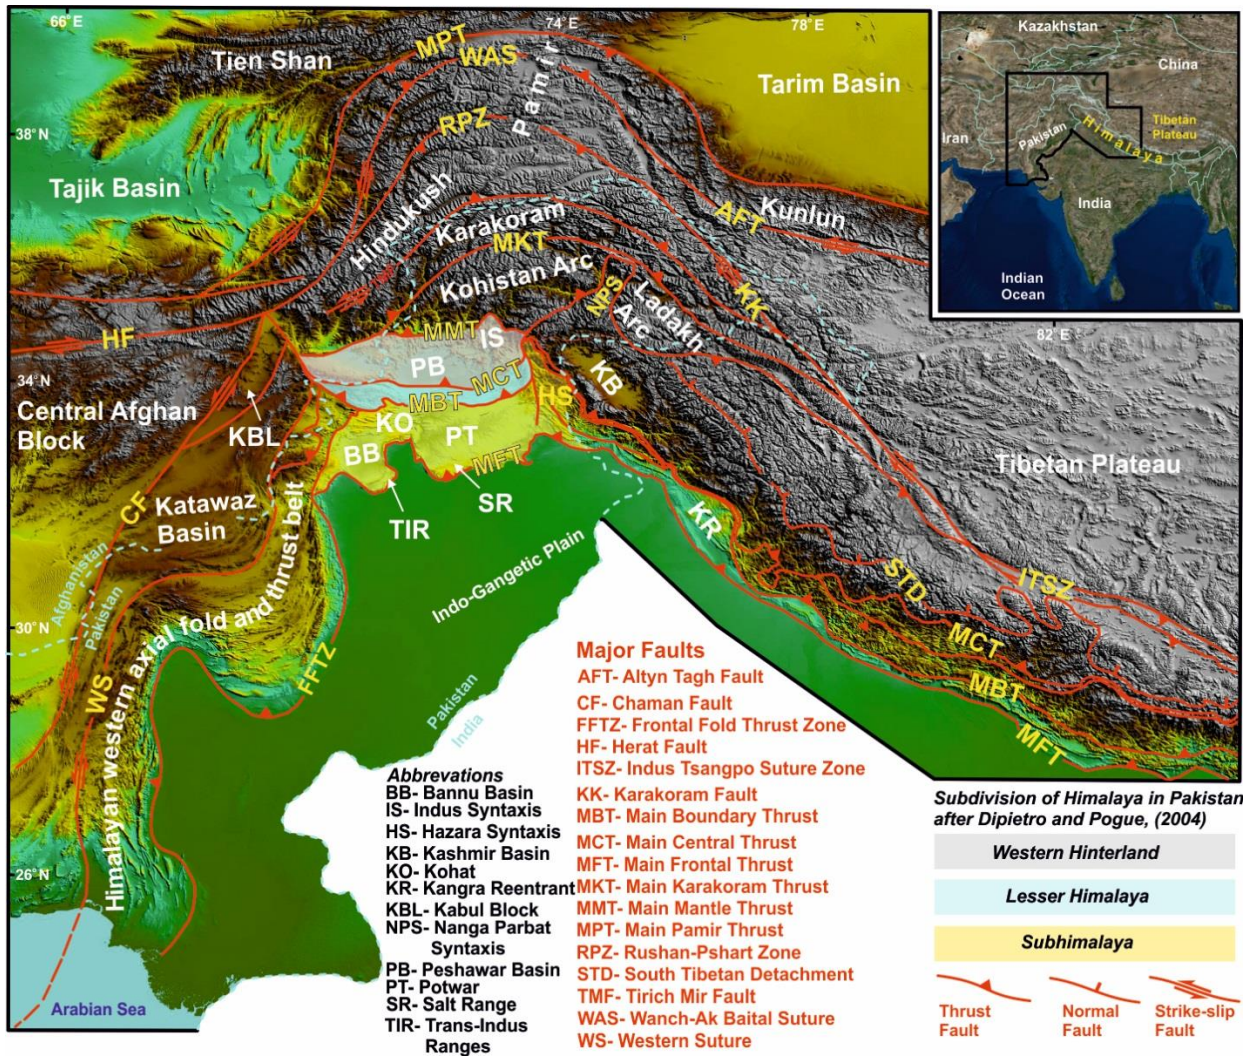 66°E
74°E
78°E
Tien Shan
MPT
WAS
Pamir
Tarim Basin
38°N
RPZ
Tajik Basin
Hindukush
Karakoram
MKT
Kohistan Arc
AFT
Kunlun
KK
NPS
Ladakh
Arc
HF
MMT
IS
PB
MCT
MBT
HS
KB
82°E
34°N
Central Afghan
Block
KBL
KO
BB
PT
MFT
SR
TIR
Tibetan Plateau
CF
Katawaz
Basin
KR
Afghanistan
Pakistan
Himalayan western axial fold and thrust belt
Indo-Gangetic Plain
STD
ITSZ
30°N
MCT
MBT
MFT
WS
FFTZ
Pakistan
India
26°N
Arabian Sea
Kazakhstan
China
Iran
Pakistan
Himalaya
Tibetan
Plateau
India
Indian
Ocean
Abbrevations
BB- Bannu Basin
IS- Indus Syntaxis
HS- Hazara Syntaxis
KB- Kashmir Basin
KO- Kohat
KR- Kangra Reentrant
KBL- Kabul Block
NPS- Nanga Parbat
Syntaxis
PB- Peshawar Basin
PT- Potwar
SR- Salt Range
TIR- Trans-Indus
Ranges
Major Faults
AFT- Altyn Tagh Fault
CF- Chaman Fault
FFTZ- Frontal Fold Thrust Zone
HF- Herat Fault
ITSZ- Indus Tsangpo Suture Zone
KK- Karakoram Fault
MBT- Main Boundary Thrust
MCT- Main Central Thrust
MFT- Main Frontal Thrust
MKT- Main Karakoram Thrust
MMT- Main Mantle Thrust
MPT- Main Pamir Thrust
RPZ- Rushan-Pshart Zone
STD- South Tibetan Detachment
TMF- Tirich Mir Fault
WAS- Wanch-Ak Baital Suture
WS- Western Suture
Subdivision of Himalaya in Pakistan
after Dipietro and Pogue, (2004)
Western Hinterland
Lesser Himalaya
Subhimalaya
Thrust
Fault
Normal
Fault
Strike-slip
Fault